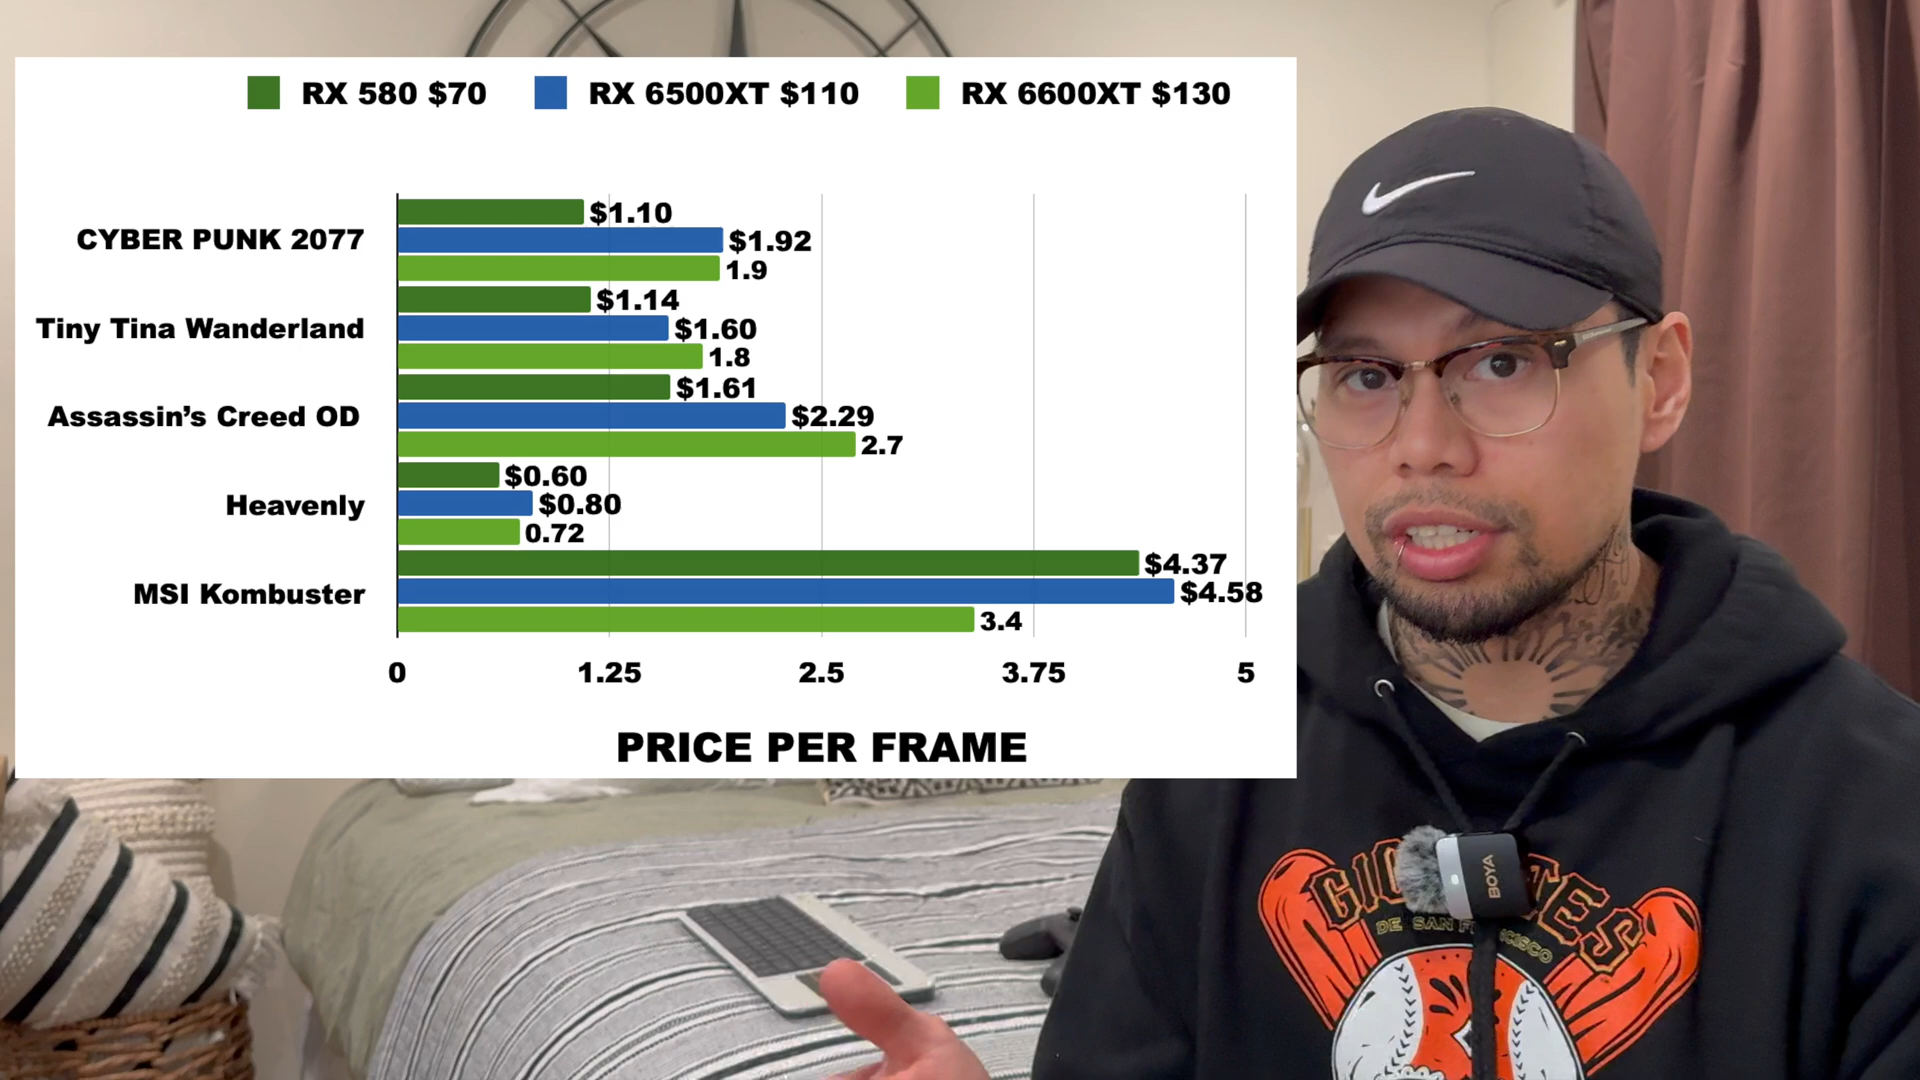 RX 580 $70 RX 6500XT $110 RX 6600XT $130
CYBER PUNK 2077
$1.10
$1.92
1.9
Tiny Tina Wanderland
$1.14
$1.60
1.8
Assassin’s Creed OD
$1.61
$2.29
2.7
Heavenly
$0.60
$0.80
0.72
MSI Kombuster
$4.37
$4.58
3.4
0 1.25 2.5 3.75 5
PRICE PER FRAME
BOYA
DE SAN